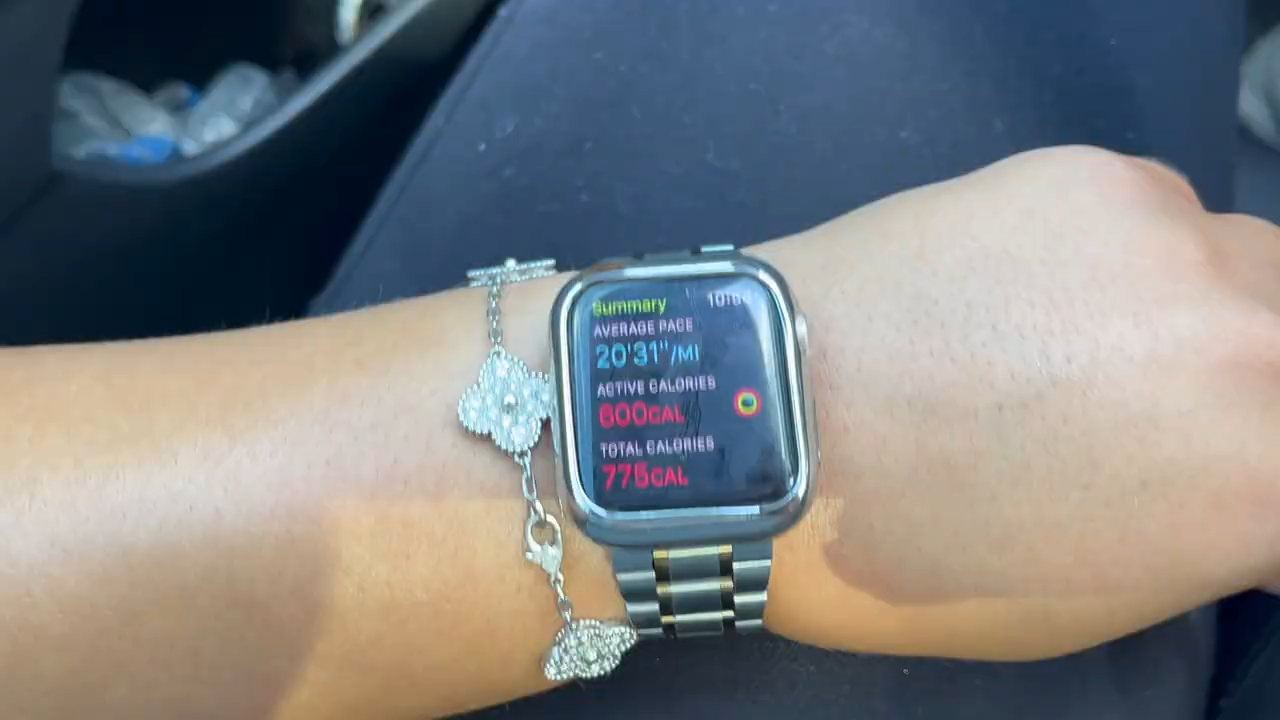 Summary
AVERAGE PACE
20'31"/MI
ACTIVE CALORIES
600CAL
TOTAL CALORIES
775CAL